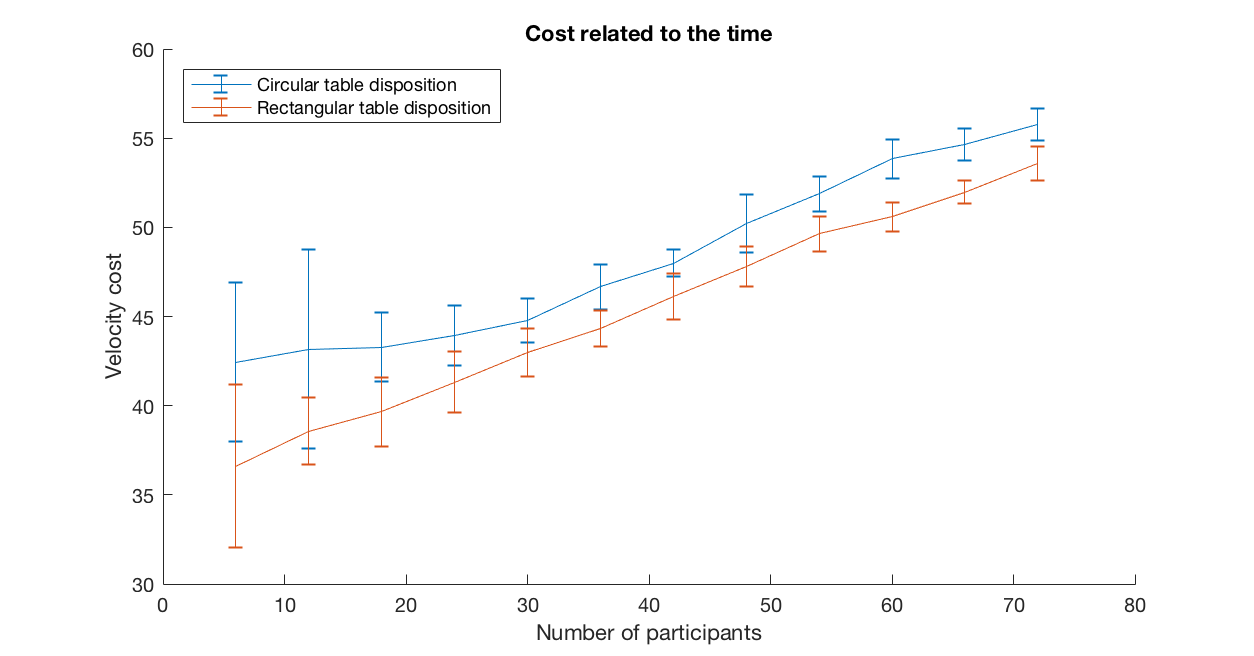 Cost related to the time
60
55
50
45
40
35
30
Velocity cost
Circular table disposition
Rectangular table disposition
0 10 20 30 40 50 60 70 80
Number of participants